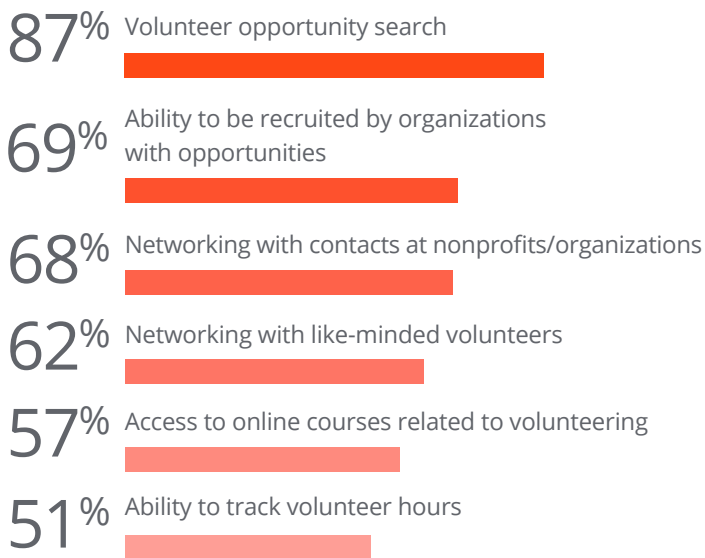 87% Volunteer opportunity search
69% Ability to be recruited by organizations
with opportunities
68% Networking with contacts at nonprofits/organizations
62% Networking with like-minded volunteers
57% Access to online courses related to volunteering
51% Ability to track volunteer hours